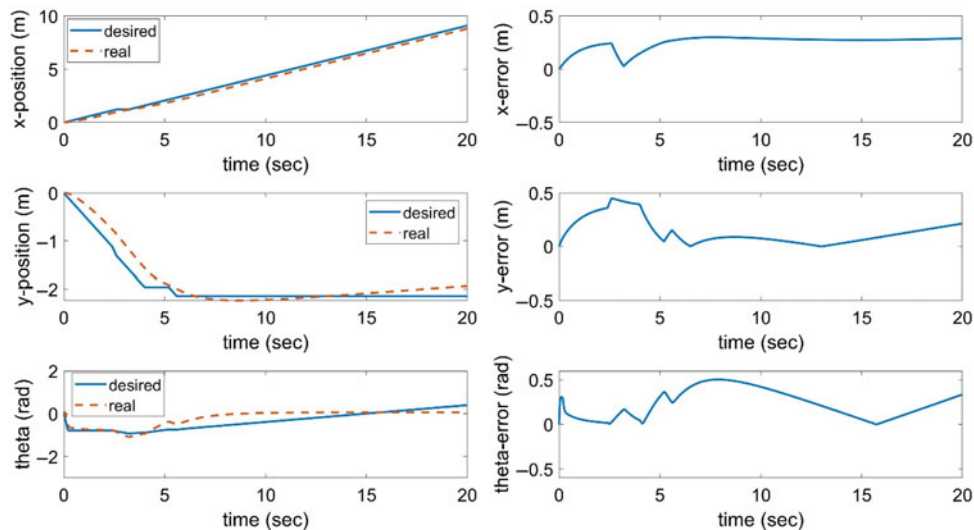 x-position (m)
10
5
0
desired
real
0 5 10 15 20
time (sec)
x-error (m)
0.5
0
–0.5
0 5 10 15 20
time (sec)
y-position (m)
0
–1
–2
desired
real
0 5 10 15 20
time (sec)
y-error (m)
0.5
0
–0.5
0 5 10 15 20
time (sec)
theta (rad)
2
0
–2
desired
real
0 5 10 15 20
time (sec)
theta-error (rad)
0.5
0
–0.5
0 5 10 15 20
time (sec)